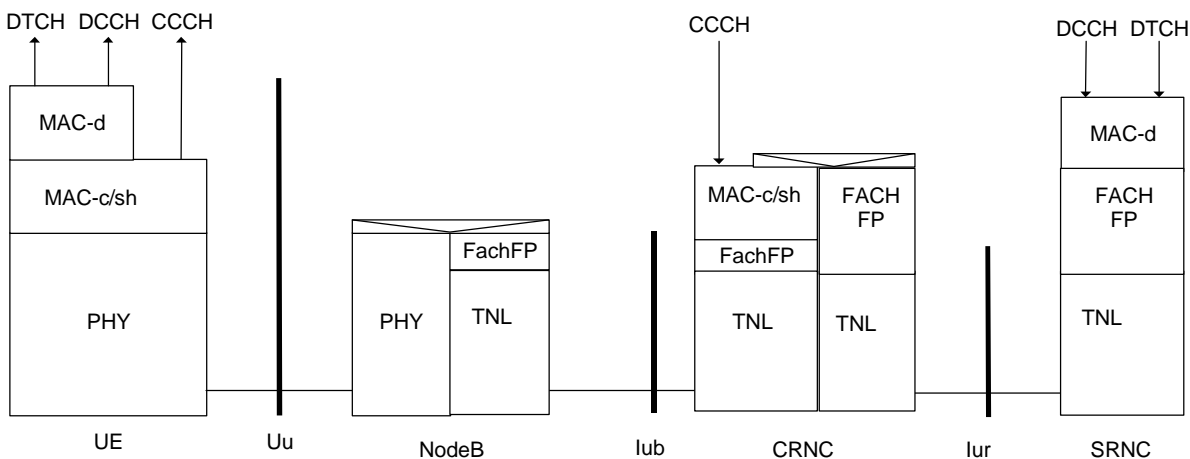 DTCH DCCH CCCH
CCCH
DCCH DTCH
MAC-d
MAC-c/sh
PHY
FachFP
PHY
TNL
MAC-c/sh
FACH
FP
FachFP
TNL
TNL
MAC-d
FACH
FP
TNL
UE
Uu
NodeB
Iub
CRNC
Iur
SRNC